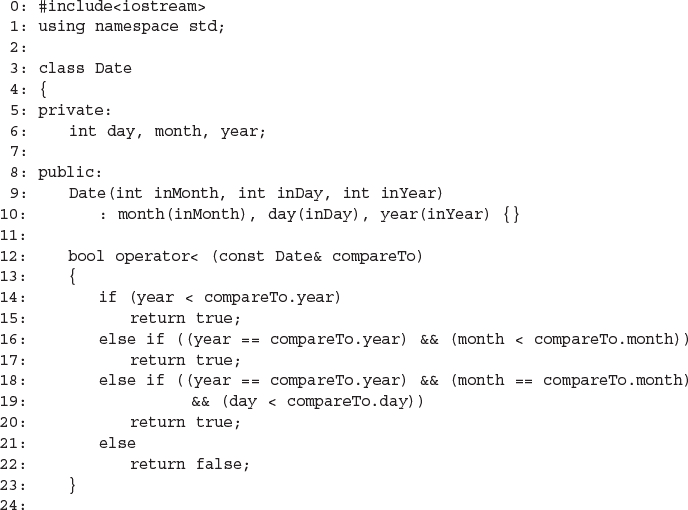 0: #include<iostream>
1: using namespace std;
2:
3: class Date
4: {
5: private:
6:    int day, month, year;
7:
8: public:
9:    Date(int inMonth, int inDay, int inYear)
10:       : month(inMonth), day(inDay), year(inYear) {}
11:
12:    bool operator< (const Date& compareTo)
13:    {
14:       if (year < compareTo.year)
15:          return true;
16:       else if ((year == compareTo.year) && (month < compareTo.month))
17:          return true;
18:       else if ((year == compareTo.year) && (month == compareTo.month)
19:                && (day < compareTo.day))
20:          return true;
21:       else
22:          return false;
23:    }
24: